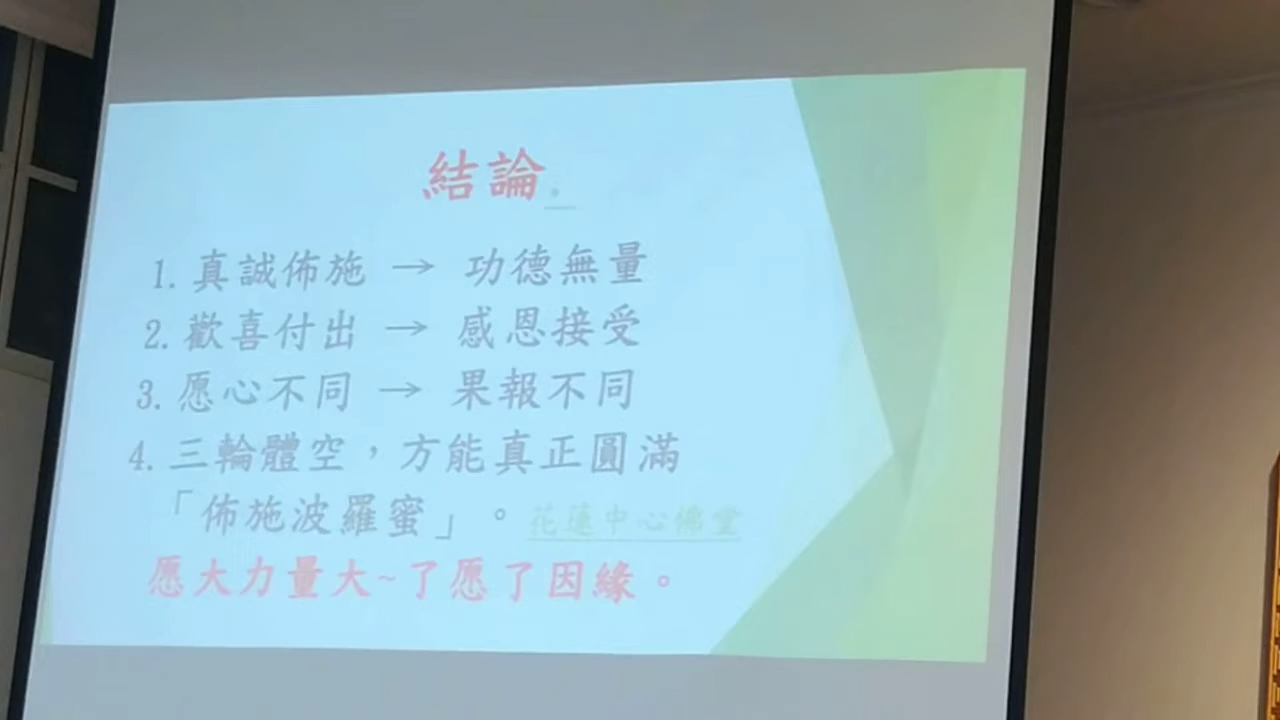 結論。
1. 真誠佈施 → 功德無量
2. 歡喜付出 → 感恩接受
3. 愿心不同 → 果報不同
4. 三輪體空，方能真正圓滿
「佈施波羅蜜」。花蓮中心佛堂
愿大力量大~了愿了因緣。